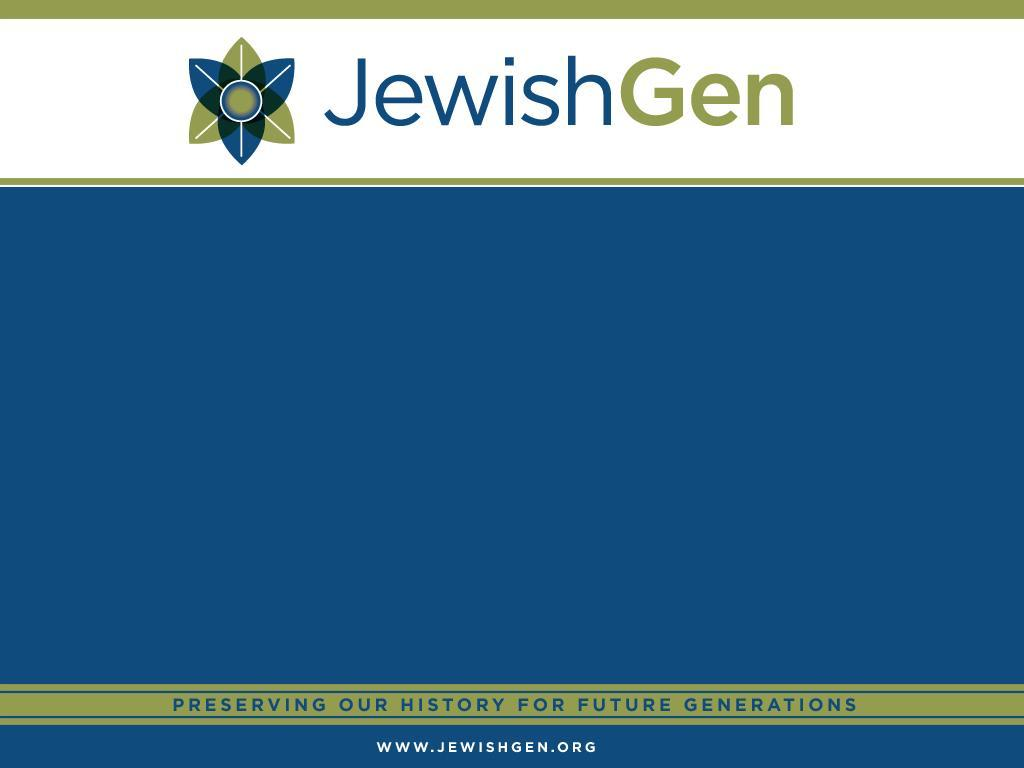 JewishGen
PRESERVING OUR HISTORY FOR FUTURE GENERATIONS
WWW.JEWISHGEN.ORG